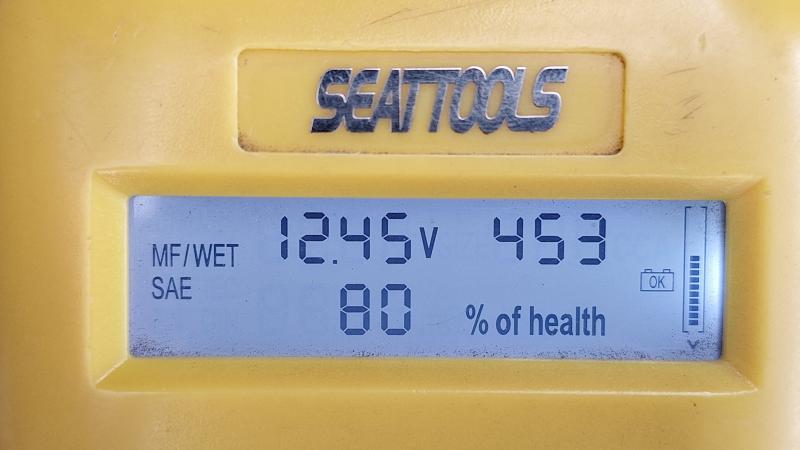 SEATTOOLS
MF/WET 12.45V 453
SAE
OK
80 % of health